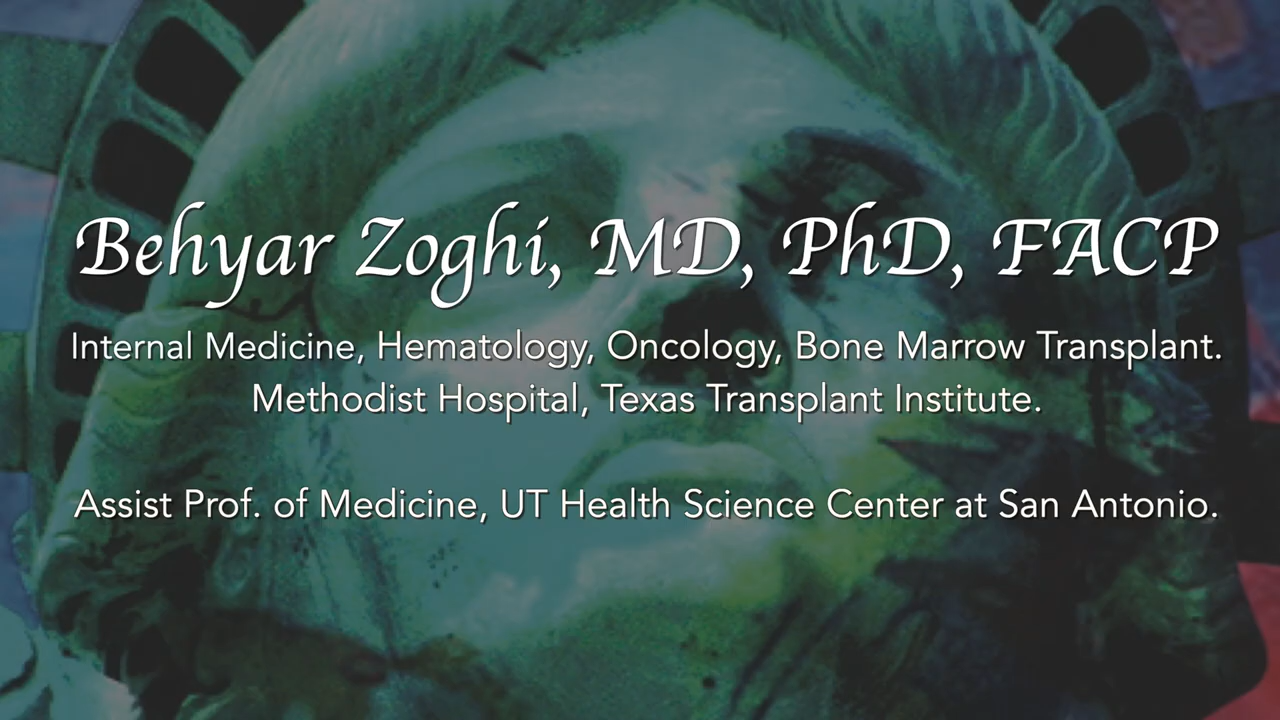 Behyar Zoghi, MD, PhD, FACP
Internal Medicine, Hematology, Oncology, Bone Marrow Transplant.
Methodist Hospital, Texas Transplant Institute.
Assist Prof. of Medicine, UT Health Science Center at San Antonio.